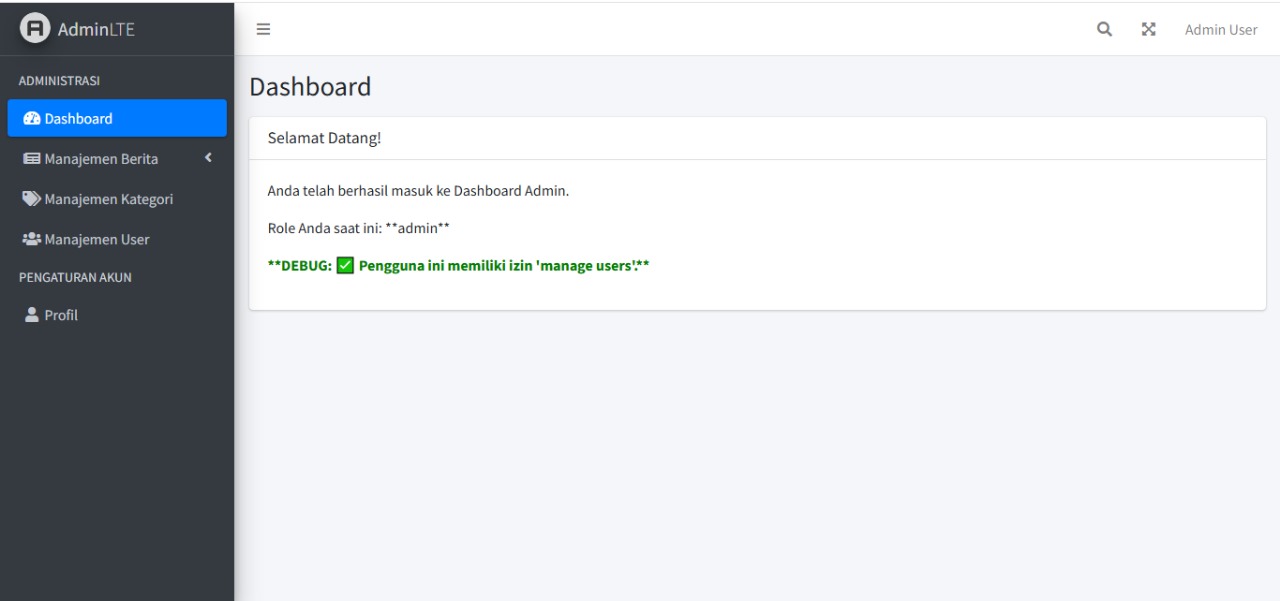 AdminLTE
Admin User
ADMINISTRASI
Dashboard
Manajemen Berita
Manajemen Kategori
Manajemen User
PENGATURAN AKUN
Profil
Dashboard
Selamat Datang!
Anda telah berhasil masuk ke Dashboard Admin.
Role Anda saat ini: **admin**
**DEBUG: ✅ Pengguna ini memiliki izin 'manage users'.**